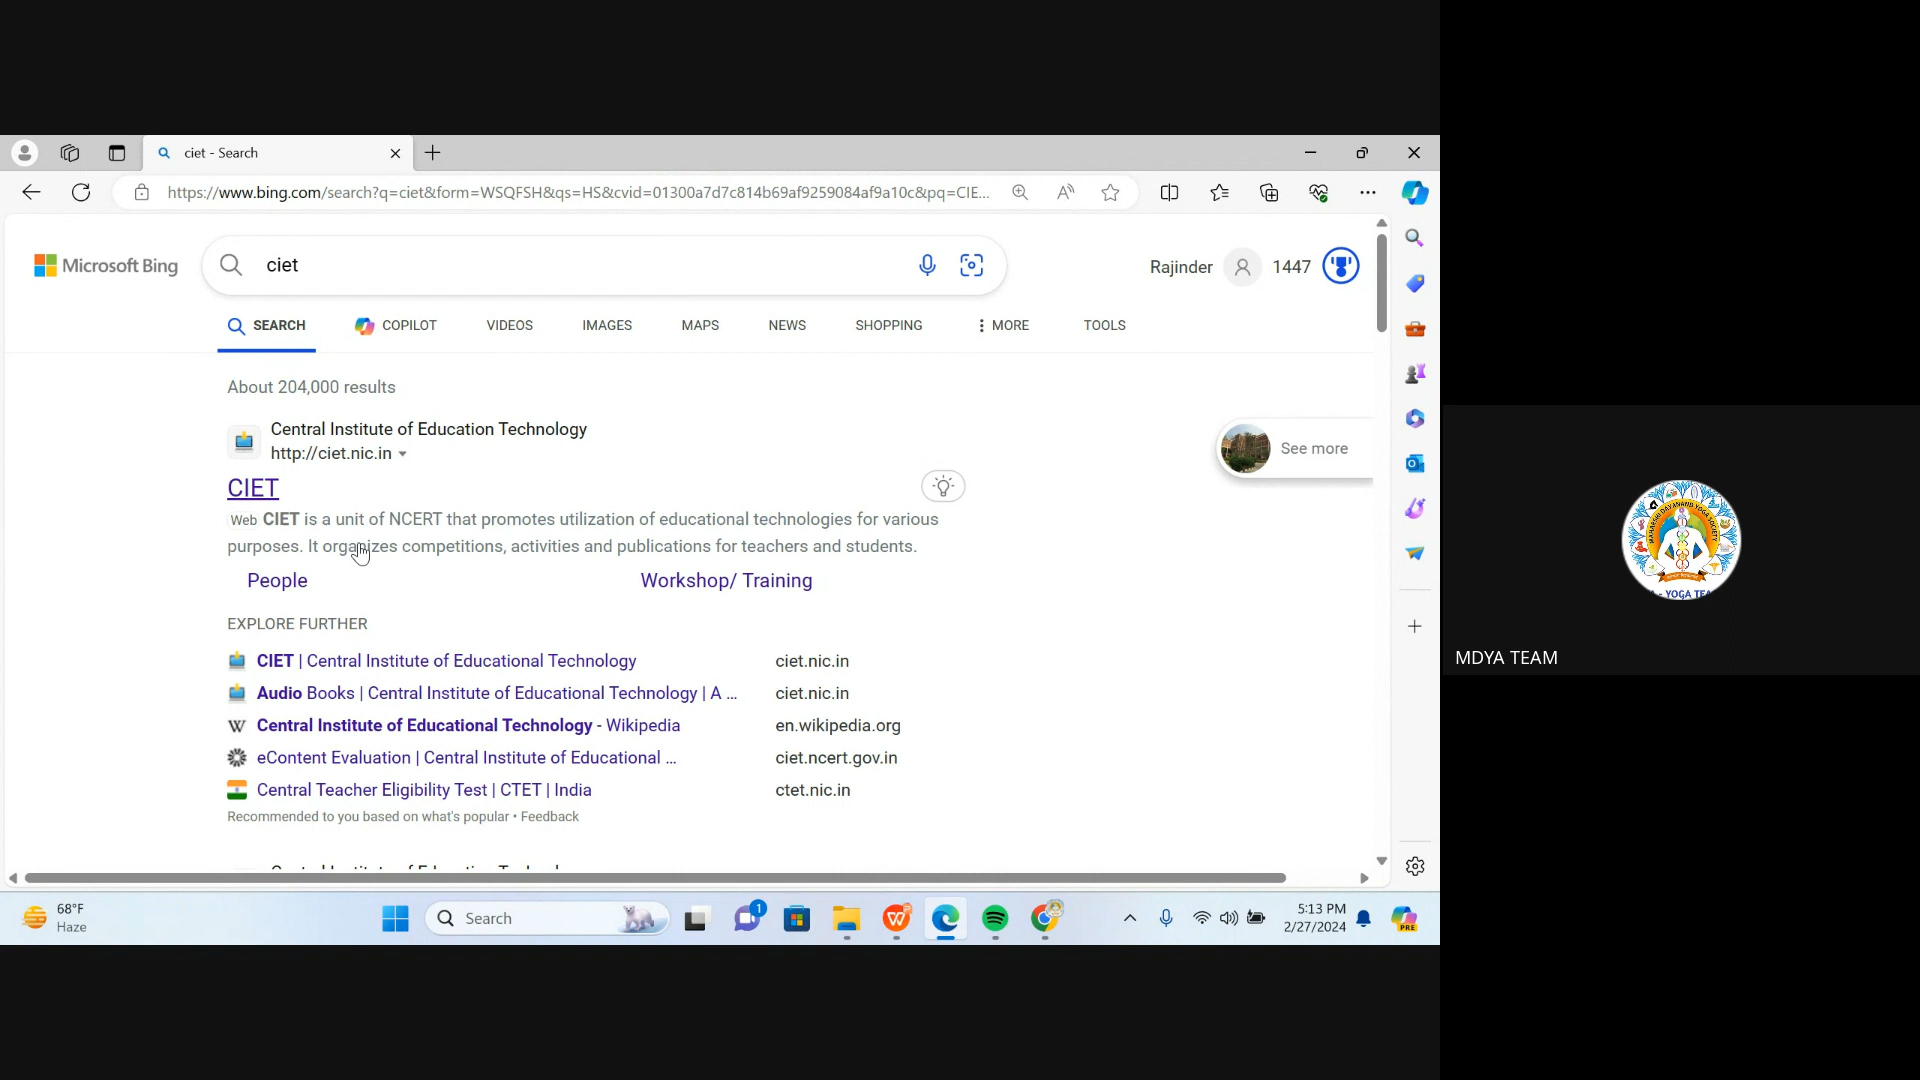 ciet - Search
https://www.bing.com/search?q=ciet&form=WSQFSH&qs=HS&cvid=01300a7d7c814b69af9259084af9a10c&pq=CIE...
Microsoft Bing
ciet
Rajinder
1447
SEARCH
COPILOT
VIDEOS
IMAGES
MAPS
NEWS
SHOPPING
MORE
TOOLS
About 204,000 results
Central Institute of Education Technology
http://ciet.nic.in
See more
CIET
Web CIET is a unit of NCERT that promotes utilization of educational technologies for various
purposes. It organizes competitions, activities and publications for teachers and students.
People
Workshop/ Training
EXPLORE FURTHER
CIET | Central Institute of Educational Technology
ciet.nic.in
Audio Books | Central Institute of Educational Technology | A ...
ciet.nic.in
W Central Institute of Educational Technology - Wikipedia
en.wikipedia.org
eContent Evaluation | Central Institute of Educational ...
ciet.ncert.gov.in
Central Teacher Eligibility Test | CTET | India
ctet.nic.in
Recommended to you based on what's popular • Feedback
68°F
Haze
Search
1
W
PRE
5:13 PM
2/27/2024
MAHARSHI DAYANAND YOGA SOCIETY
- YOGA
MDYA TEAM